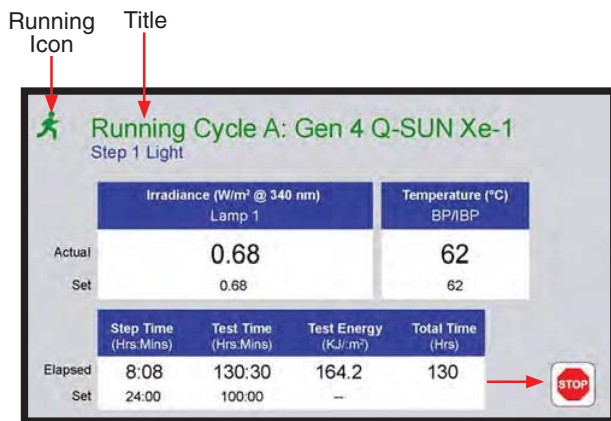 Running Icon
Title
Running Cycle A: Gen 4 Q-SUN Xe-1
Step 1 Light
Irradiance (W/m² @ 340 nm)
Lamp 1
Temperature (°C)
BP/IBP
Actual 0.68 62
Set 0.68 62
Step Time (Hrs:Mins)
Test Time (Hrs:Mins)
Test Energy (KJ/:m²)
Total Time (Hrs)
Elapsed 8:08 130:30 164.2 130
Set 24:00 100:00 --
STOP